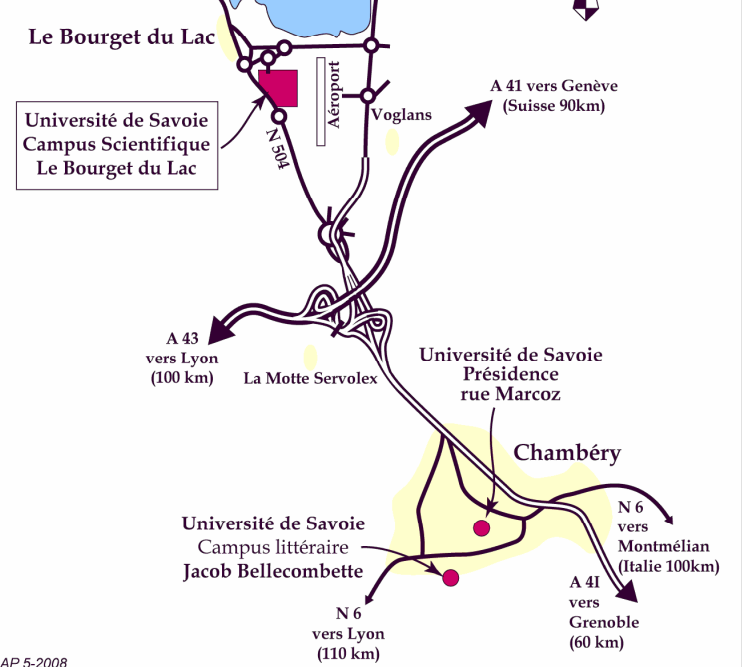 Le Bourget du Lac
A 41 vers Genève
(Suisse 90km)
Aéroport
Voglans
Université de Savoie
Campus Scientifique
Le Bourget du Lac
N 504
A 43
vers Lyon
(100 km)
La Motte Servolex
Université de Savoie
Présidence
rue Marcoz
Chambéry
Université de Savoie
Campus littéraire
Jacob Bellecombette
N 6
vers
Montmélian
(Italie 100km)
A 4I
vers
Grenoble
(60 km)
N 6
vers Lyon
(110 km)
AP 5-2008